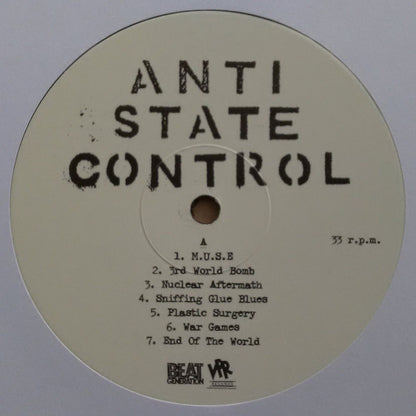 ANTI
STATE
CONTROL
A
33 r.p.m.
1. M.U.S.E
2. 3rd World Bomb
3. Nuclear Aftermath
4. Sniffing Glue Blues
5. Plastic Surgery
6. War Games
7. End Of The World
BEAT
GENERATION
VPR
RECORDS